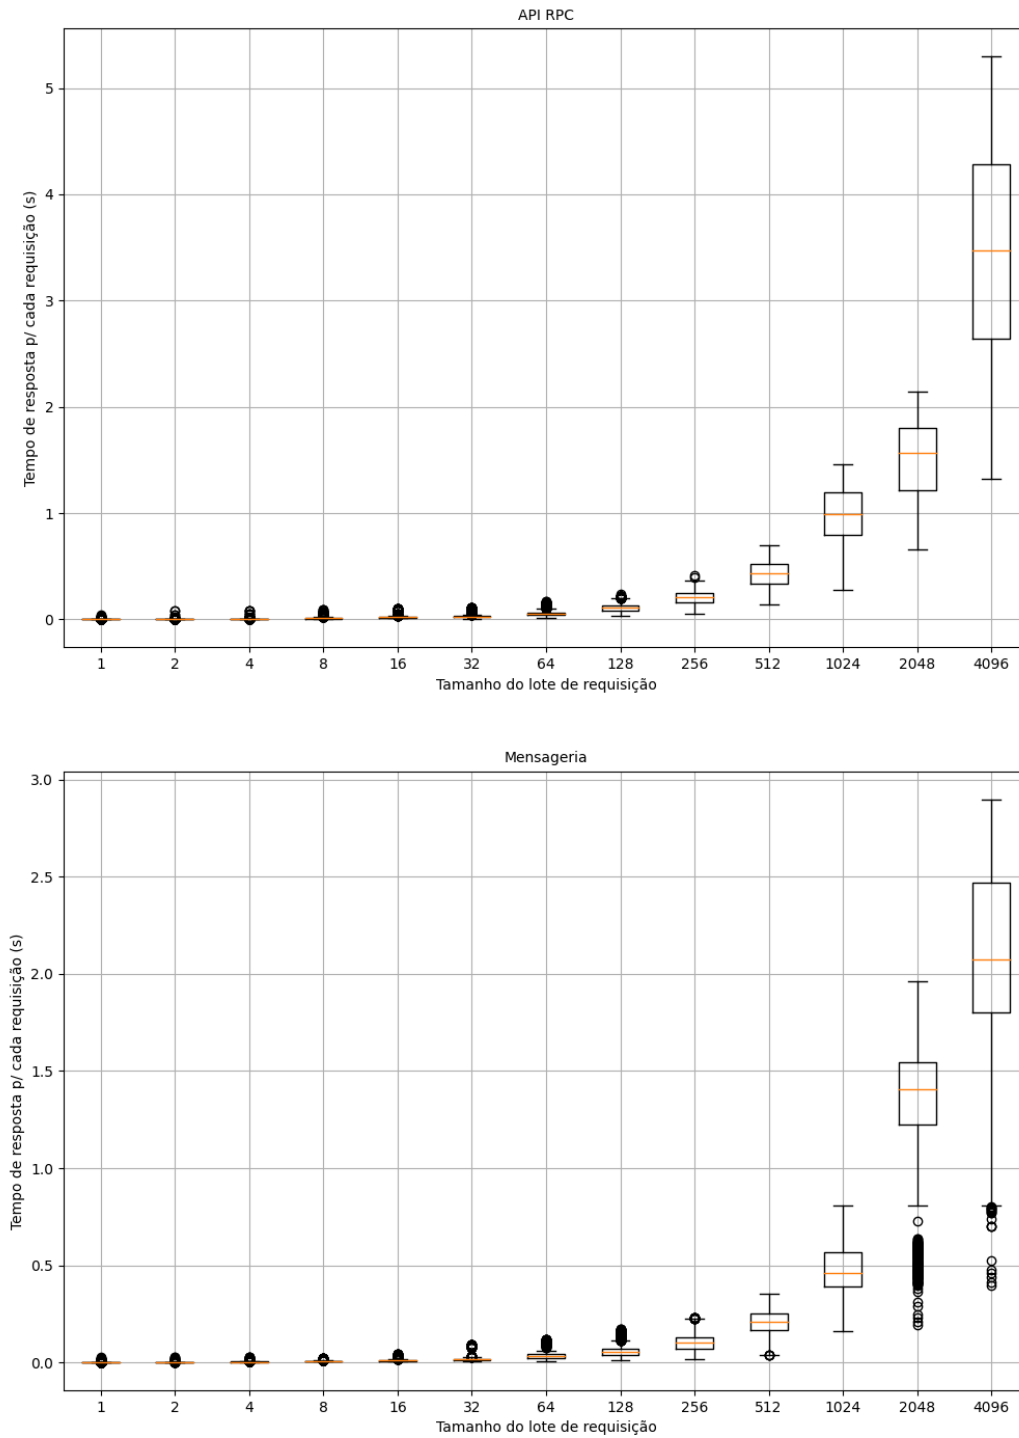 API RPC
Tempo de resposta p/ cada requisição (s)
5
4
3
2
1
0
1 2 4 8 16 32 64 128 256 512 1024 2048 4096
Tamanho do lote de requisição
Mensageria
Tempo de resposta p/ cada requisição (s)
3.0
2.5
2.0
1.5
1.0
0.5
0.0
1 2 4 8 16 32 64 128 256 512 1024 2048 4096
Tamanho do lote de requisição